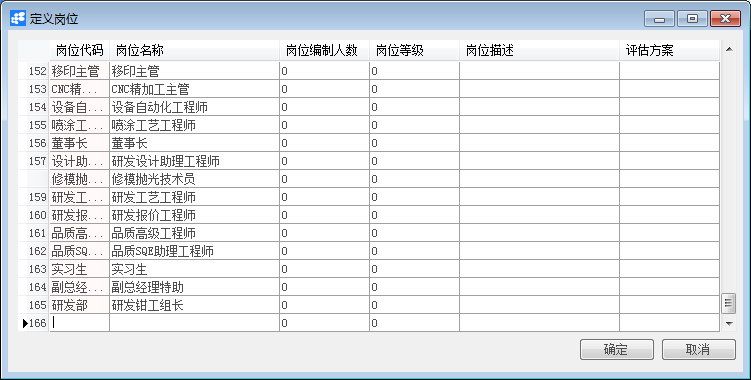 定义岗位
岗位代码 岗位名称 岗位编制人数 岗位等级 岗位描述 评估方案
152 移印主管 移印主管 0 0
153 CNC精... CNC精加工主管 0 0
154 设备自... 设备自动化工程师 0 0
155 喷涂工... 喷涂工艺工程师 0 0
156 董事长 董事长 0 0
157 设计助... 研发设计助理工程师 0 0
修模抛... 修模抛光技术员 0 0
159 研发工... 研发工艺工程师 0 0
160 研发报... 研发报价工程师 0 0
161 品质高... 品质高级工程师 0 0
162 品质SQ... 品质SQE助理工程师 0 0
163 实习生 实习生 0 0
164 副总经... 副总经理特助 0 0
165 研发部 研发钳工组长 0 0
166 0 0
确定 取消